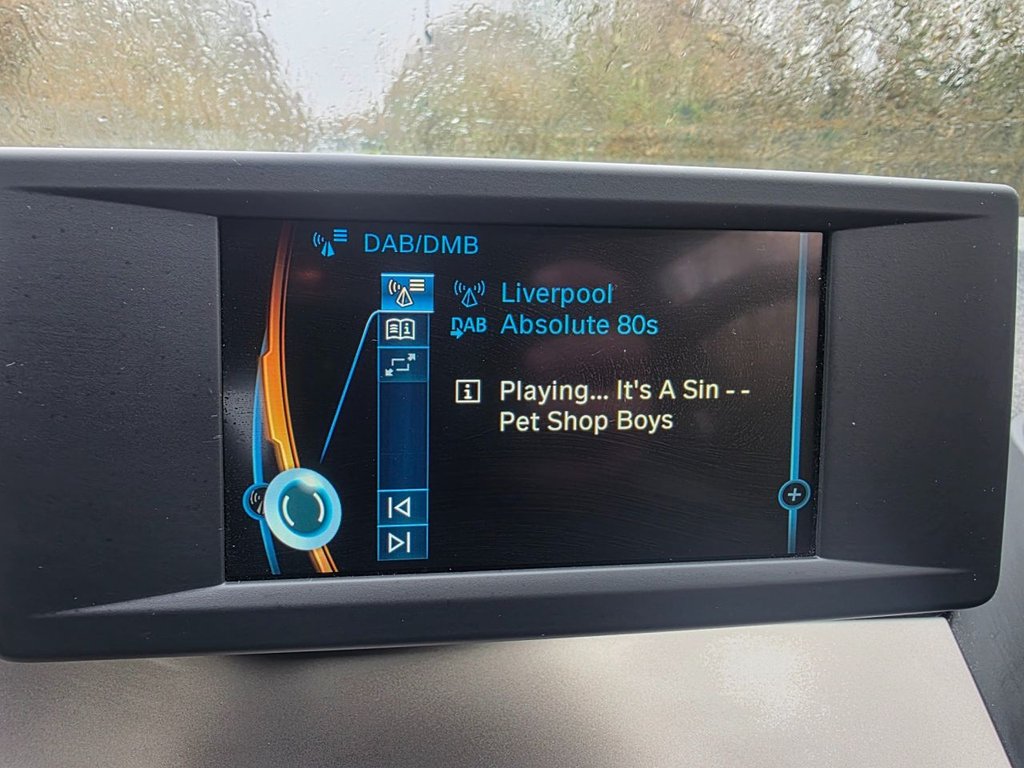 DAB/DMB
Liverpool
DAB Absolute 80s
i Playing... It's A Sin - -
Pet Shop Boys